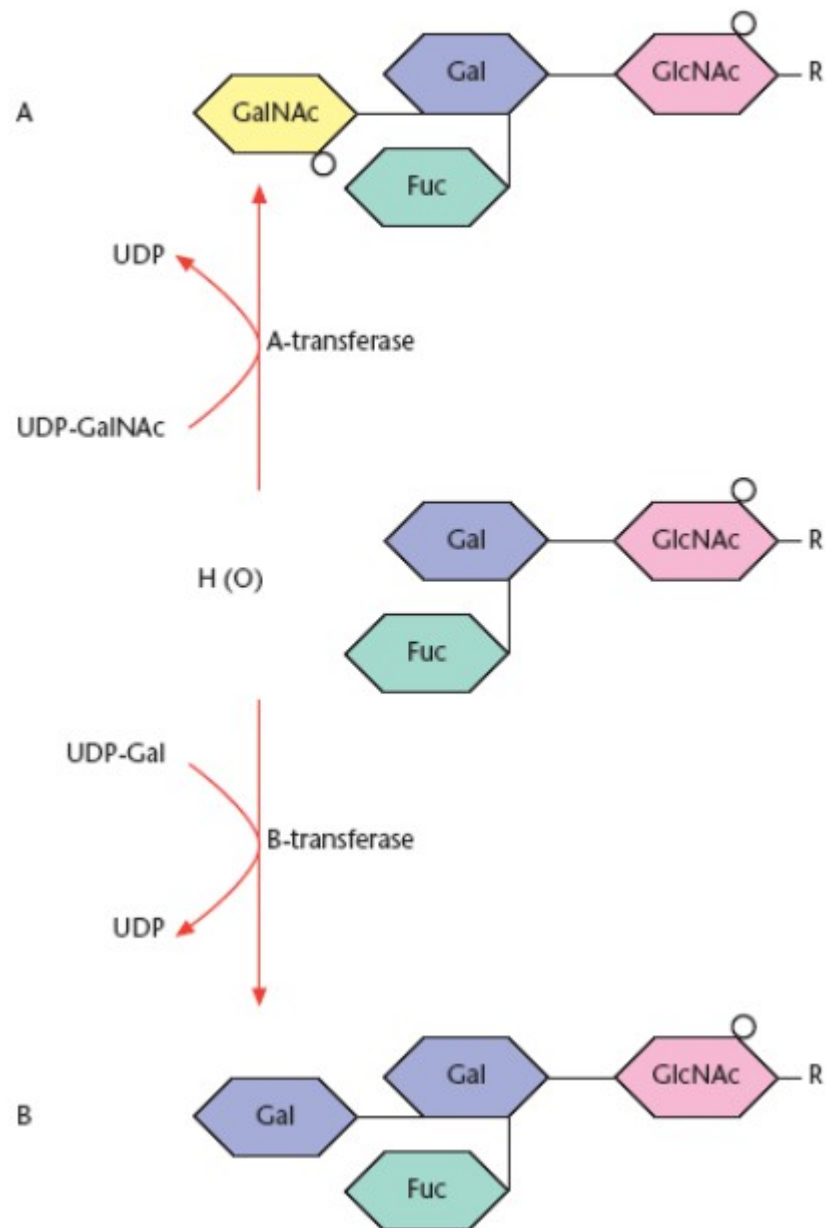 Gal GlcNAc R
A GalNAc
Fuc
UDP
A-transferase
UDP-GalNAc
Gal GlcNAc R
H (O)
Fuc
UDP-Gal
B-transferase
UDP
Gal GlcNAc R
B Gal
Fuc